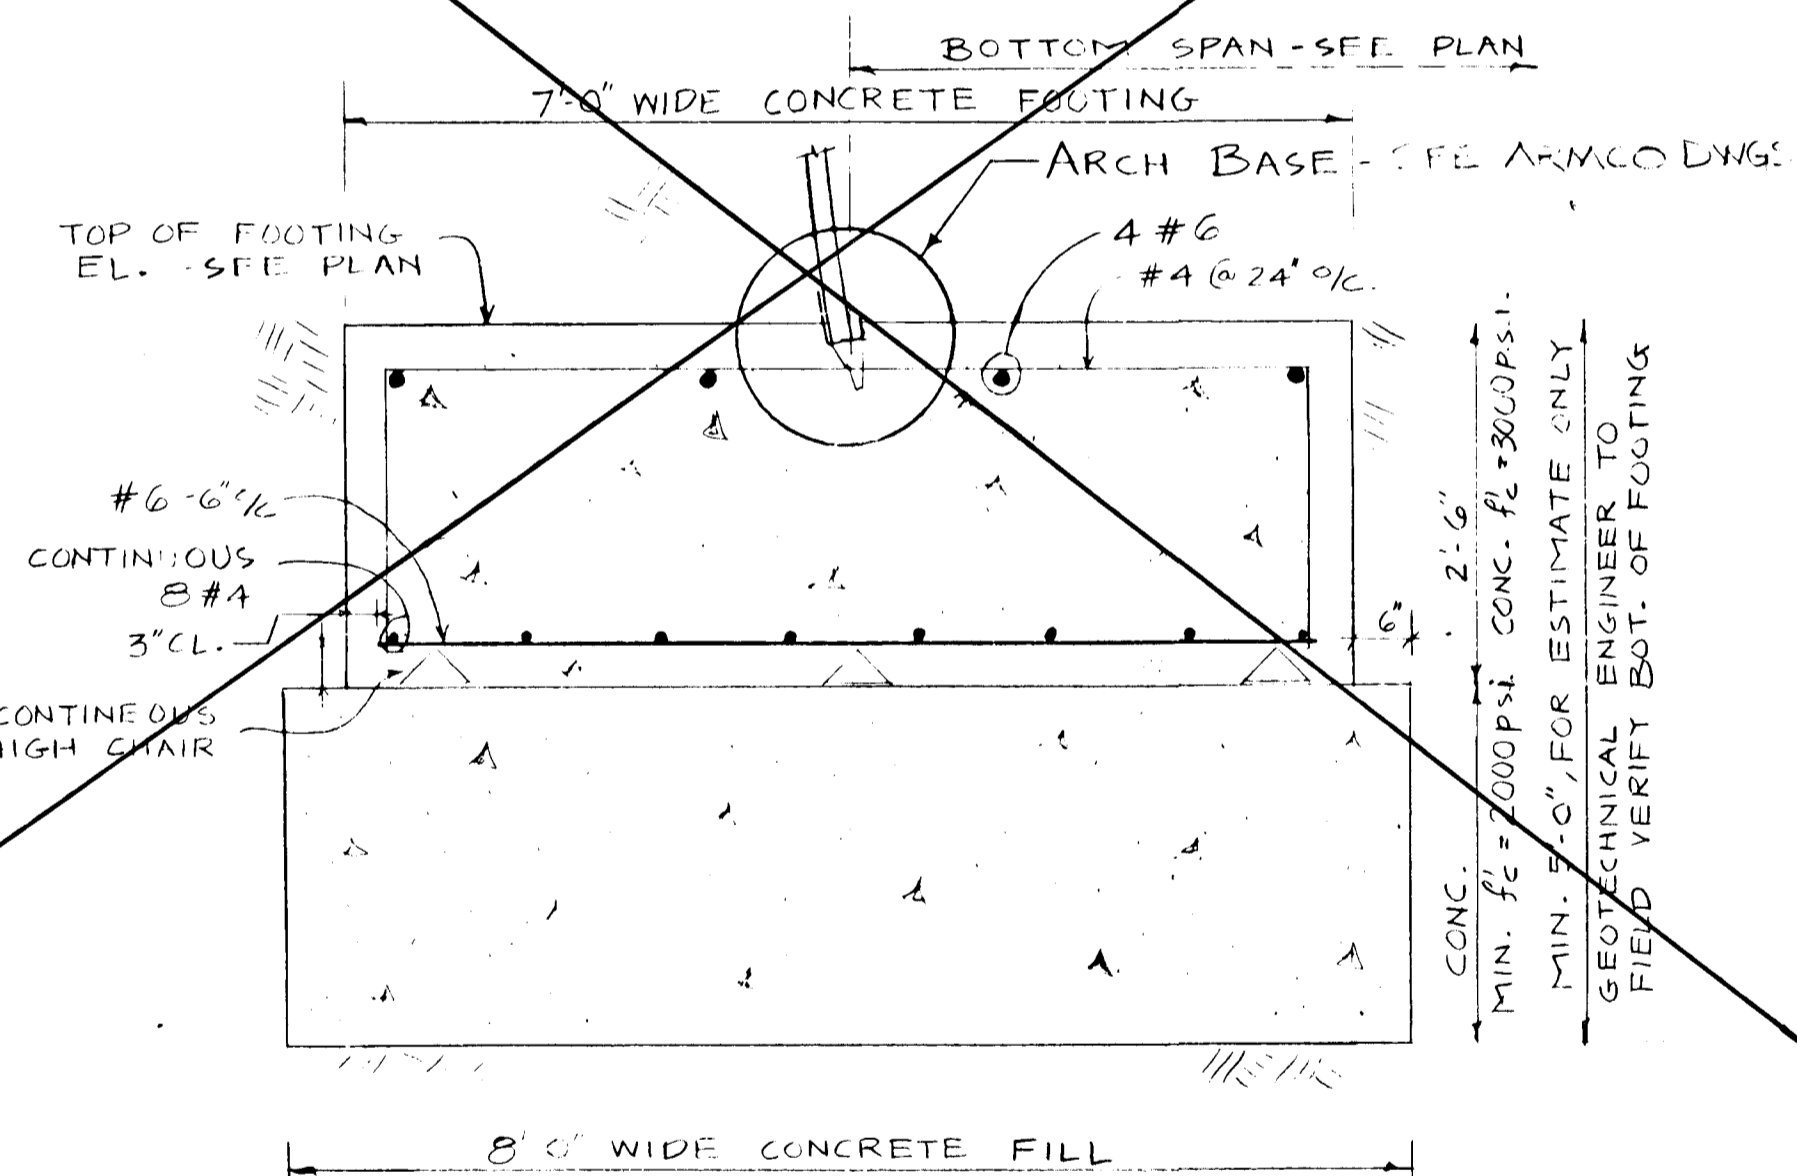 BOTTOM SPAN - SEE PLAN
7'-0" WIDE CONCRETE FOOTING
ARCH BASE - SEE ARMCO DWGS
TOP OF FOOTING
EL. - SEE PLAN
4 #6
#4 @ 24" O/C.
#6 - 6" O/C
CONTINUOUS
8 #4
3" CL.
CONTINEOUS
HIGH CHAIR
6"
2'-6"
CONC. f'c = 3000 P.S.I.
CONC.
MIN. f'c = 2000 psi.
MIN. 5'-0", FOR ESTIMATE ONLY
GEOTECHNICAL ENGINEER TO
FIELD VERIFY BOT. OF FOOTING
8'-0" WIDE CONCRETE FILL